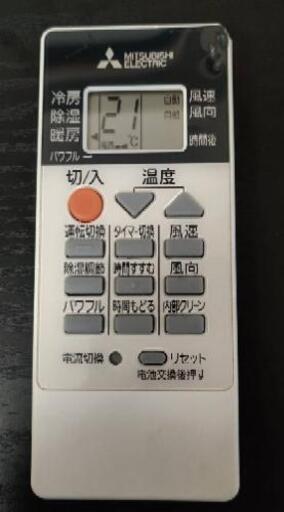 MITSUBISHI
ELECTRIC
冷房
除湿
暖房
パワフル
21
℃
自動
自動
風速
風向
時間後
切/入
温度
運転切換
タイマー切換
風速
除湿調節
時間すすむ
風向
パワフル
時間もどる
内部クリーン
電流切換
リセット
電池交換後押す